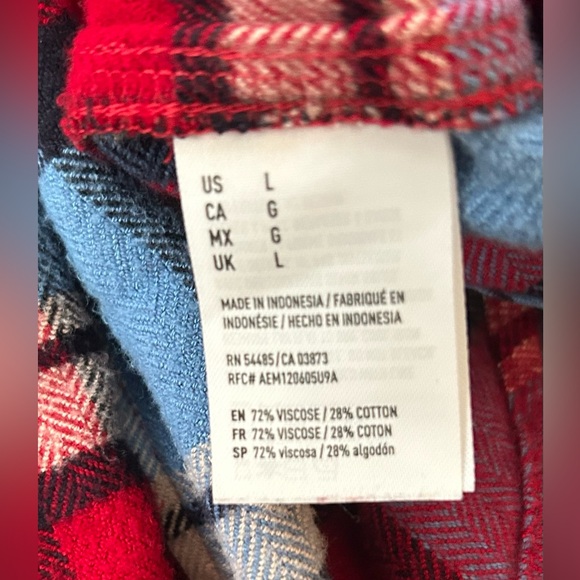 US L
CA G
MX G
UK L
MADE IN INDONESIA / FABRIQUÉ EN
INDONÉSIE / HECHO EN INDONESIA
RN 54485/CA 03873
RFC# AEM120605U9A
EN 72% VISCOSE / 28% COTTON
FR 72% VISCOSE / 28% COTON
SP 72% viscosa / 28% algodón